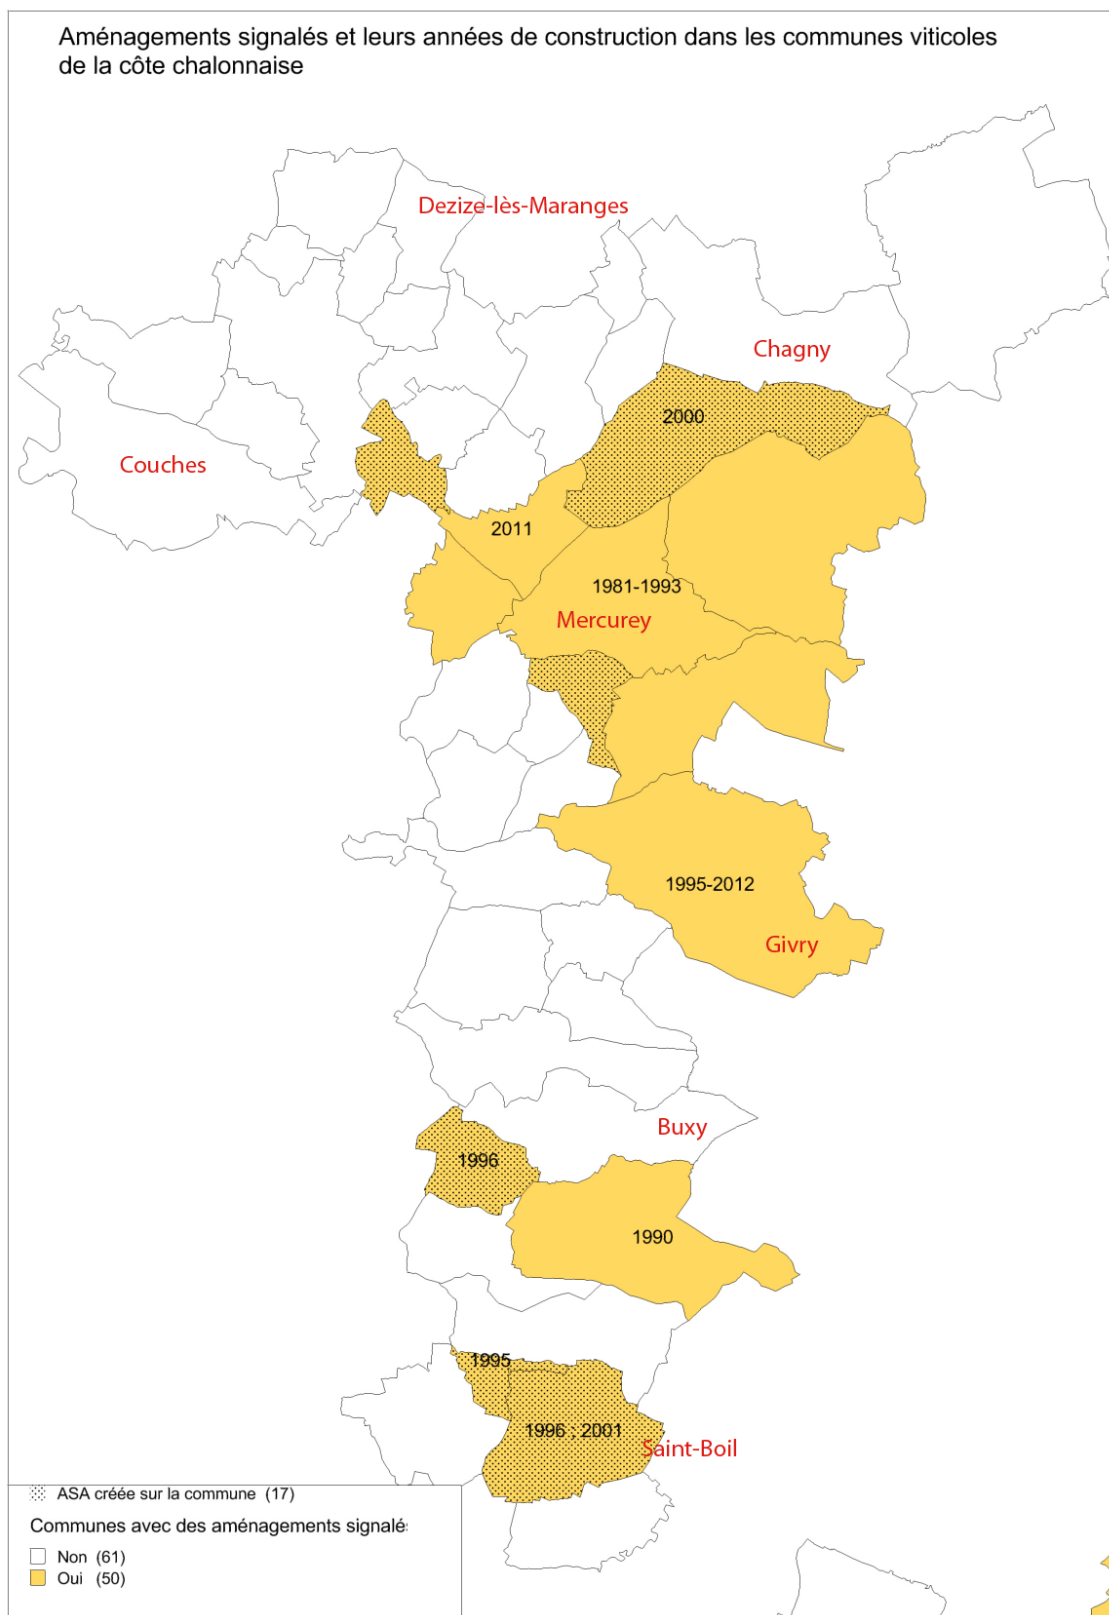 Aménagements signalés et leurs années de construction dans les communes viticoles
de la côte chalonnaise
Dezize-lès-Maranges
Chagny
2000
Couches
2011
1981-1993
Mercurey
1995-2012
Givry
Buxy
1996
1990
1995
1996 ; 2001
Saint-Boil
ASA créée sur la commune (17)
Communes avec des aménagements signalés
Non (61)
Oui (50)